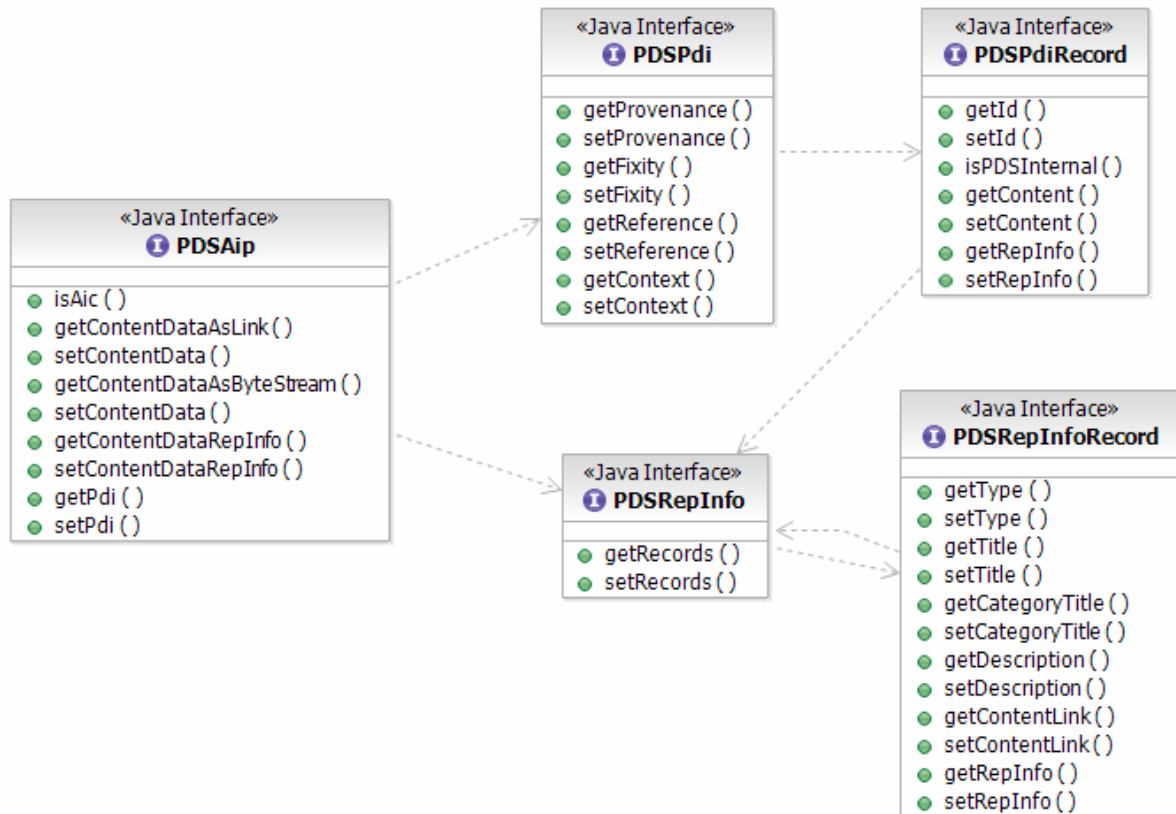 «Java Interface»
PDSPdi
getProvenance ( )
setProvenance ( )
getFixity ( )
setFixity ( )
getReference ( )
setReference ( )
getContext ( )
setContext ( )
«Java Interface»
PDSPdiRecord
getId ( )
setId ( )
isPDSInternal ( )
getContent ( )
setContent ( )
getRepInfo ( )
setRepInfo ( )
«Java Interface»
PDSAip
isAic ( )
getContentDataAsLink ( )
setContentData ( )
getContentDataAsByteStream ( )
setContentData ( )
getContentDataRepInfo ( )
setContentDataRepInfo ( )
getPdi ( )
setPdi ( )
«Java Interface»
PDSRepInfo
getRecords ( )
setRecords ( )
«Java Interface»
PDSRepInfoRecord
getType ( )
setType ( )
getTitle ( )
setTitle ( )
getCategoryTitle ( )
setCategoryTitle ( )
getDescription ( )
setDescription ( )
getContentLink ( )
setContentLink ( )
getRepInfo ( )
setRepInfo ( )